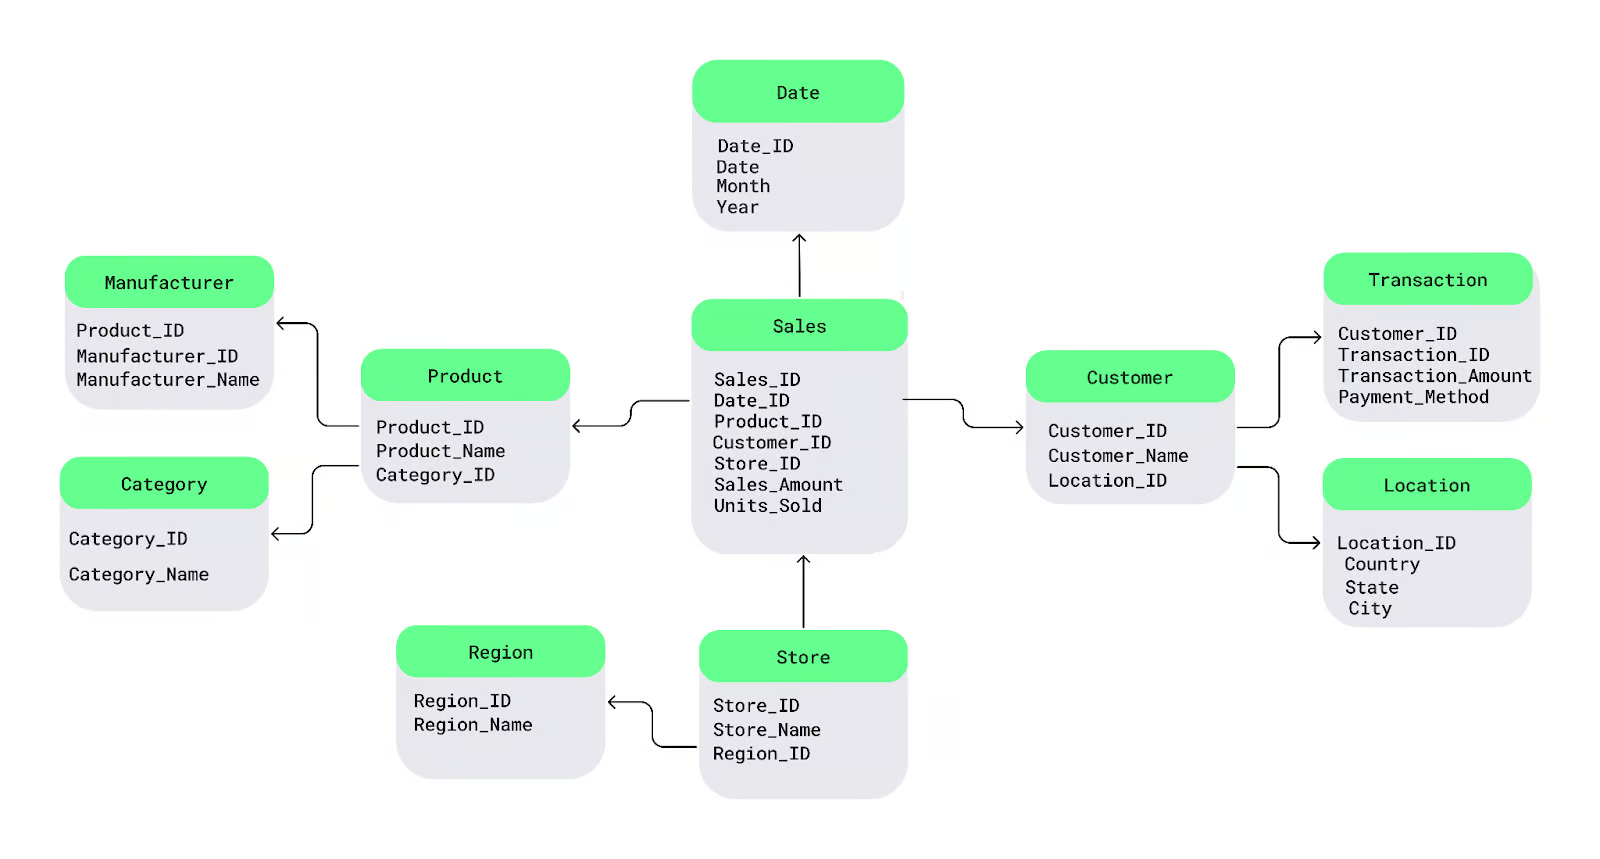 Date
Date_ID
Date
Month
Year
Manufacturer
Product_ID
Manufacturer_ID
Manufacturer_Name
Product
Product_ID
Product_Name
Category_ID
Category
Category_ID
Category_Name
Sales
Sales_ID
Date_ID
Product_ID
Customer_ID
Store_ID
Sales_Amount
Units_Sold
Customer
Customer_ID
Customer_Name
Location_ID
Transaction
Customer_ID
Transaction_ID
Transaction_Amount
Payment_Method
Location
Location_ID
Country
State
City
Region
Region_ID
Region_Name
Store
Store_ID
Store_Name
Region_ID